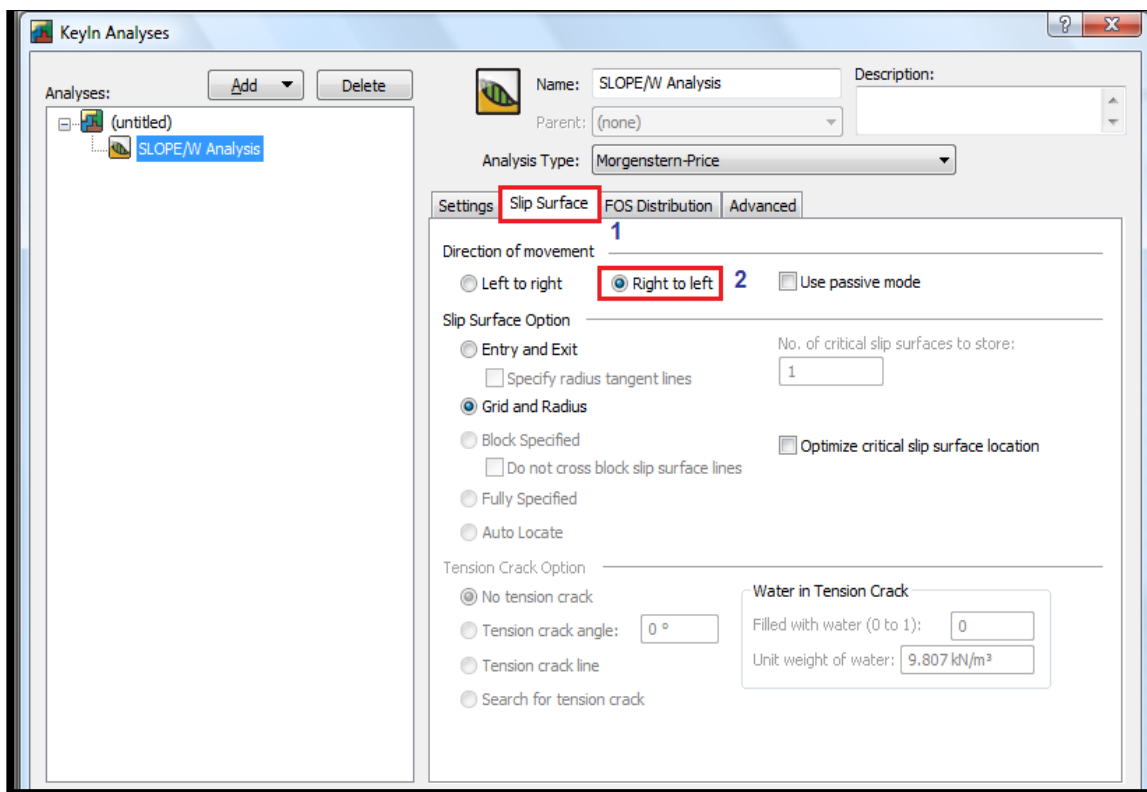 KeyIn Analyses
Analyses:
Add
Delete
(untitled)
SLOPE/W Analysis
Name: SLOPE/W Analysis
Description:
Parent: (none)
Analysis Type: Morgenstern-Price
Settings Slip Surface FOS Distribution Advanced
1
Direction of movement
Left to right Right to left 2 Use passive mode
Slip Surface Option
Entry and Exit No. of critical slip surfaces to store:
Specify radius tangent lines 1
Grid and Radius
Block Specified Optimize critical slip surface location
Do not cross block slip surface lines
Fully Specified
Auto Locate
Tension Crack Option
No tension crack Water in Tension Crack
Tension crack angle: 0 ° Filled with water (0 to 1): 0
Tension crack line Unit weight of water: 9.807 kN/m³
Search for tension crack